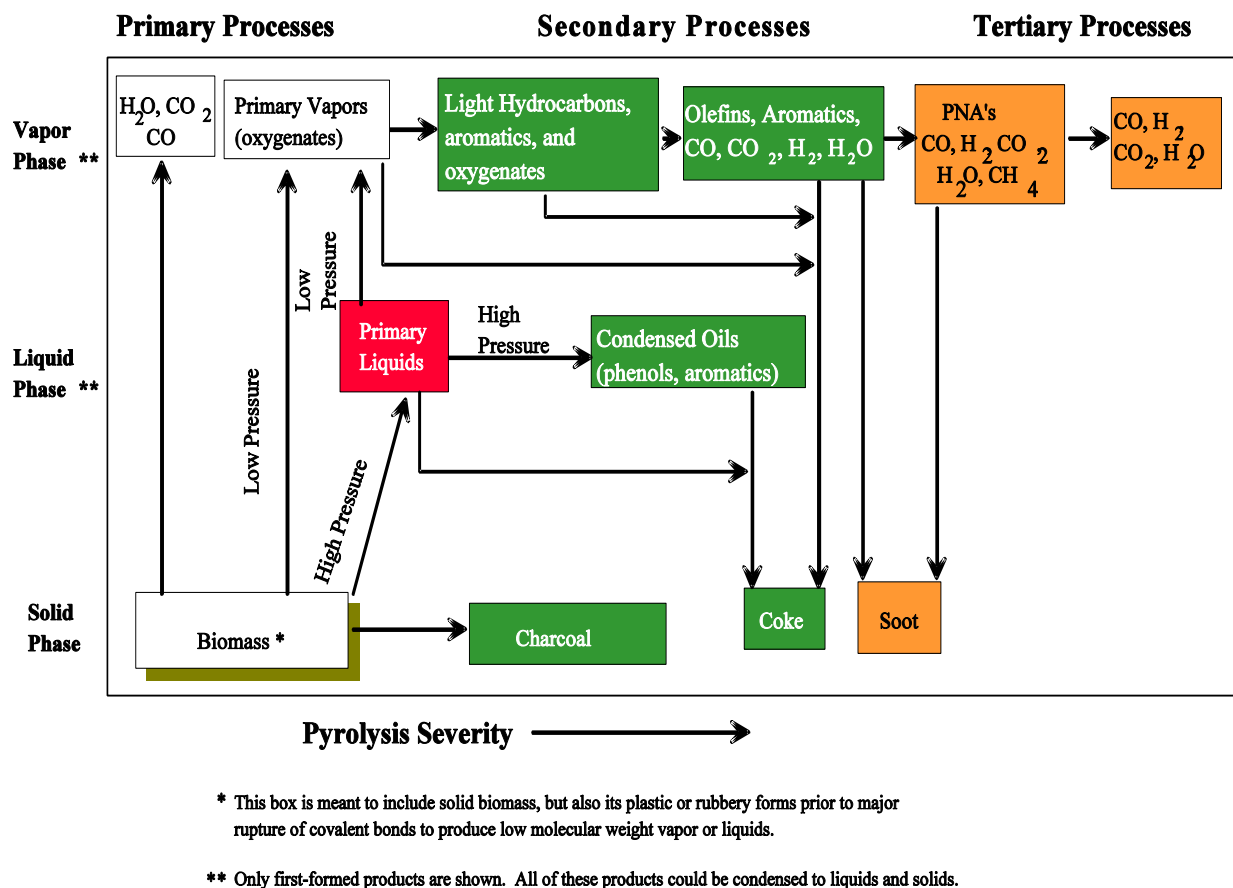 Primary Processes
Secondary Processes
Tertiary Processes
Vapor
Phase **
H2O, CO2
CO
Primary Vapors
(oxygenates)
Light Hydrocarbons,
aromatics, and
oxygenates
Olefins, Aromatics,
CO, CO2, H2, H2O
PNA's
CO, H2 CO2,
H2O, CH4
CO, H2
CO2, H2O
Low
Pressure
Liquid
Phase **
Primary
Liquids
High
Pressure
Condensed Oils
(phenols, aromatics)
Low Pressure
High Pressure
Solid
Phase
Biomass *
Charcoal
Coke
Soot
Pyrolysis Severity
* This box is meant to include solid biomass, but also its plastic or rubbery forms prior to major
rupture of covalent bonds to produce low molecular weight vapor or liquids.
** Only first-formed products are shown. All of these products could be condensed to liquids and solids.